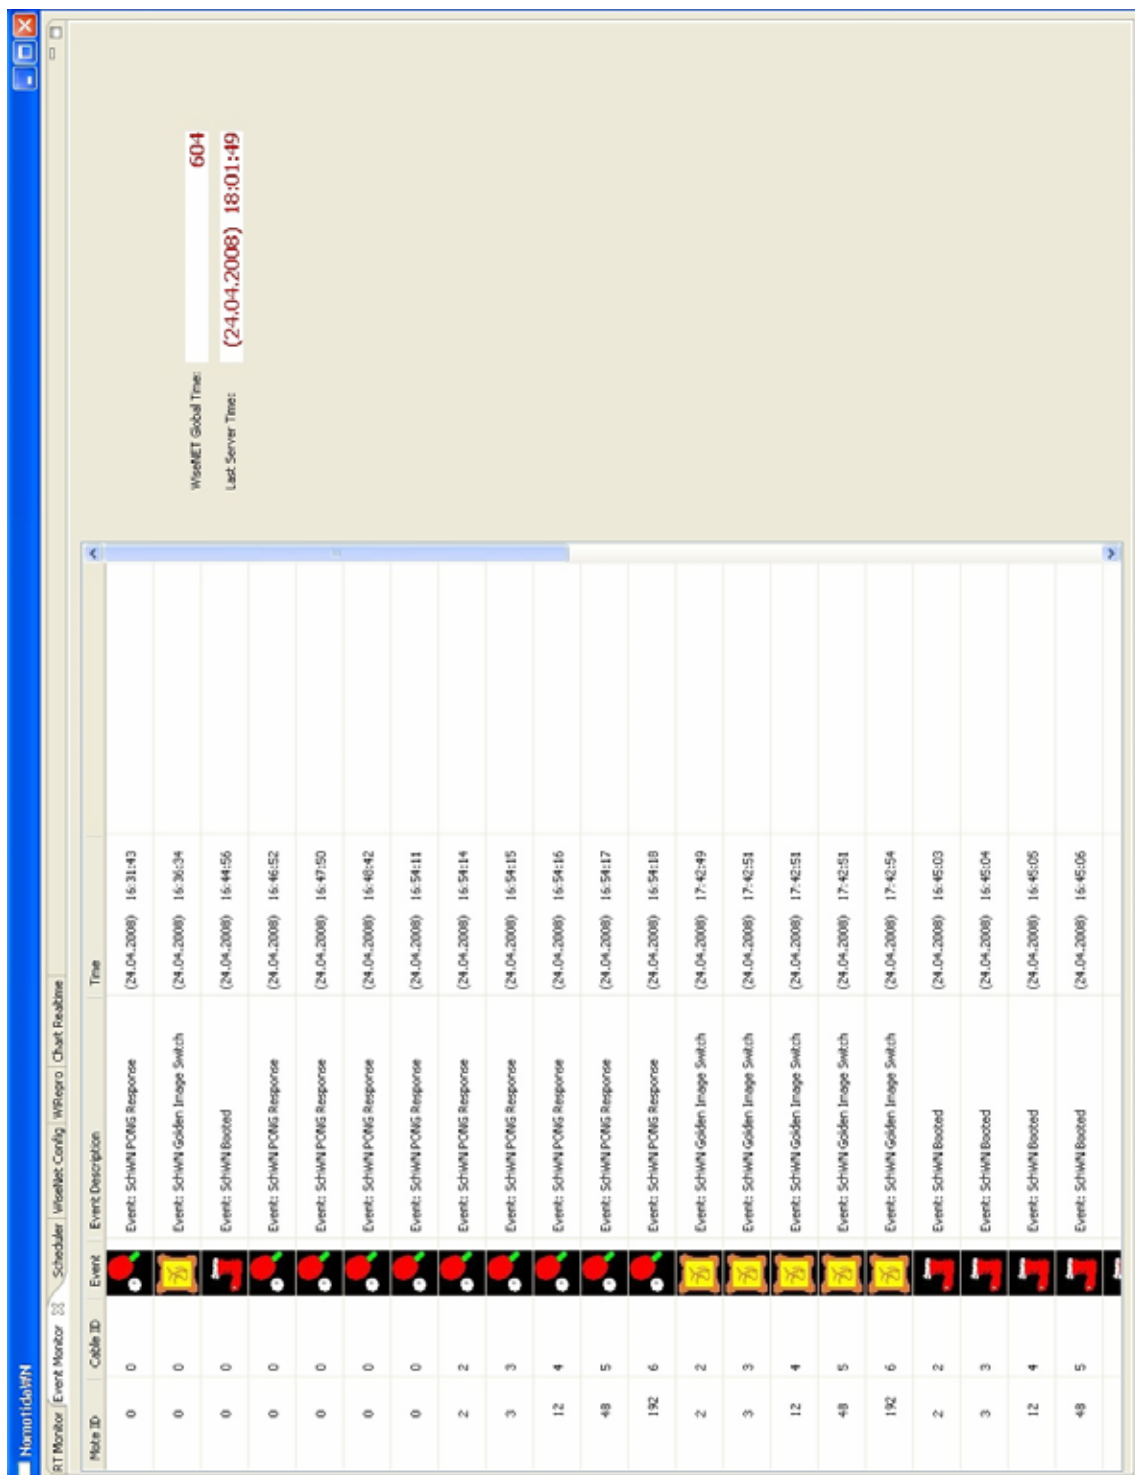 NomotidaWN
RT Monitor Event Monitor Scheduler WiseNet Config WiRepro Chart Realtime
Mote ID Cable ID Event Event Description Time
0 0 Event: SchWN PONG Response (24.04.2008) 16:31:43
0 0 Event: SchWN Golden Image Switch (24.04.2008) 16:36:34
0 0 Event: SchWN Booted (24.04.2008) 16:44:56
0 0 Event: SchWN PONG Response (24.04.2008) 16:46:52
0 0 Event: SchWN PONG Response (24.04.2008) 16:47:50
0 0 Event: SchWN PONG Response (24.04.2008) 16:48:42
0 0 Event: SchWN PONG Response (24.04.2008) 16:54:11
2 2 Event: SchWN PONG Response (24.04.2008) 16:54:14
3 3 Event: SchWN PONG Response (24.04.2008) 16:54:15
12 4 Event: SchWN PONG Response (24.04.2008) 16:54:16
48 5 Event: SchWN PONG Response (24.04.2008) 16:54:17
192 6 Event: SchWN PONG Response (24.04.2008) 16:54:18
2 2 Event: SchWN Golden Image Switch (24.04.2008) 17:42:49
3 3 Event: SchWN Golden Image Switch (24.04.2008) 17:42:51
12 4 Event: SchWN Golden Image Switch (24.04.2008) 17:42:51
48 5 Event: SchWN Golden Image Switch (24.04.2008) 17:42:51
192 6 Event: SchWN Golden Image Switch (24.04.2008) 17:42:54
2 2 Event: SchWN Booted (24.04.2008) 16:45:03
3 3 Event: SchWN Booted (24.04.2008) 16:45:04
12 4 Event: SchWN Booted (24.04.2008) 16:45:05
48 5 Event: SchWN Booted (24.04.2008) 16:45:06
WiseNET Global Time: 604
Last Server Time: (24.04.2008) 18:01:49